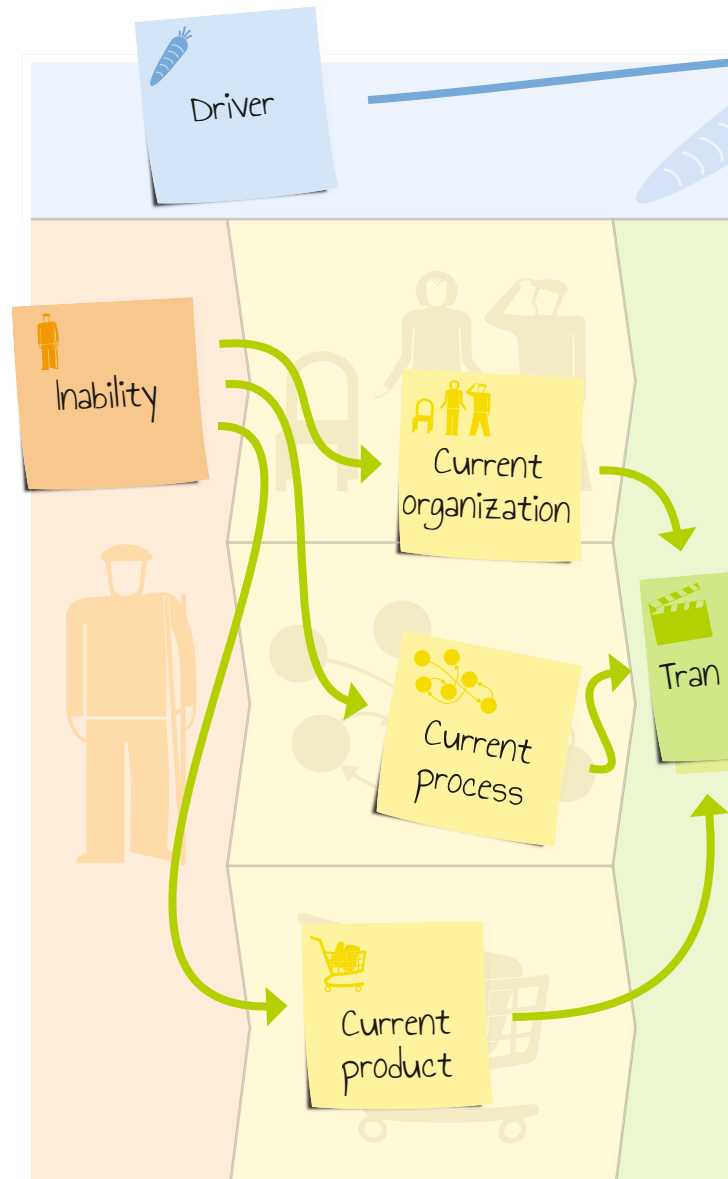 Driver
Inability
Current
organization
Tran
Current
process
Current
product